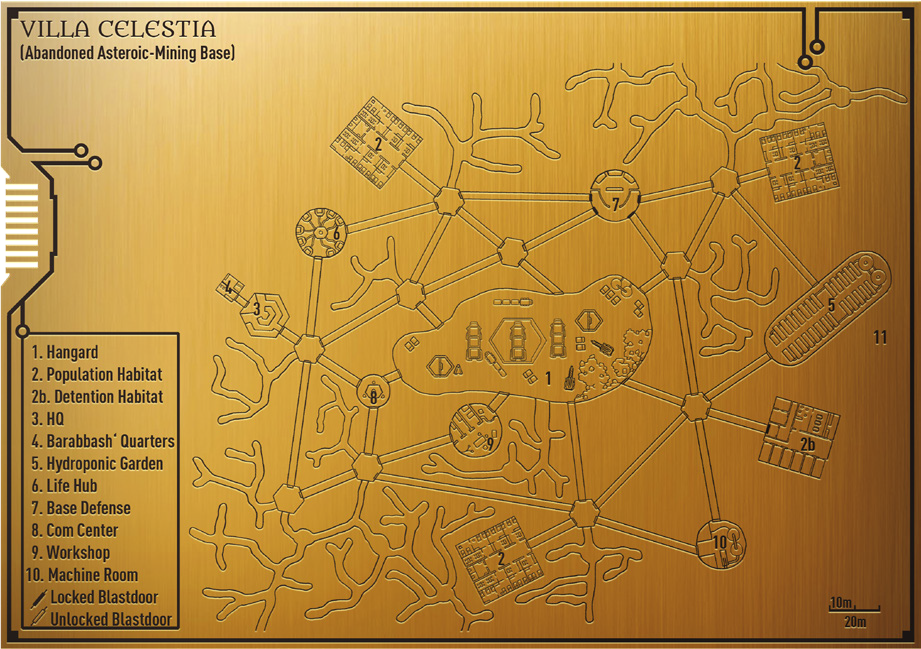 VILLA CELESTIA
(Abandoned Asteroic-Mining Base)
2
2
6
7
4
3
5
11
1
8
9
2b
10
2
1. Hangard
2. Population Habitat
2b. Detention Habitat
3. HQ
4. Barabbash‘ Quarters
5. Hydroponic Garden
6. Life Hub
7. Base Defense
8. Com Center
9. Workshop
10. Machine Room
Locked Blastdoor
Unlocked Blastdoor
10m
20m